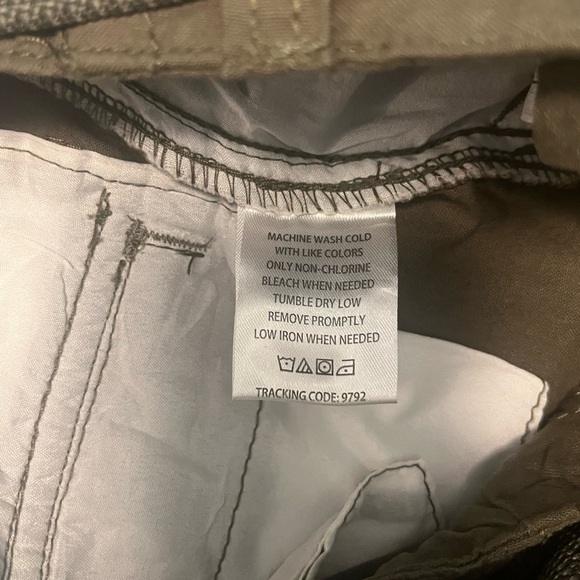 MACHINE WASH COLD
WITH LIKE COLORS
ONLY NON-CHLORINE
BLEACH WHEN NEEDED
TUMBLE DRY LOW
REMOVE PROMPTLY
LOW IRON WHEN NEEDED
TRACKING CODE: 9792